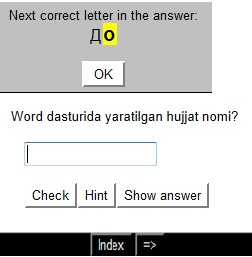 Next correct letter in the answer:
До
OK
Word dasturida yaratilgan hujjat nomi?
Check Hint Show answer
Index =>